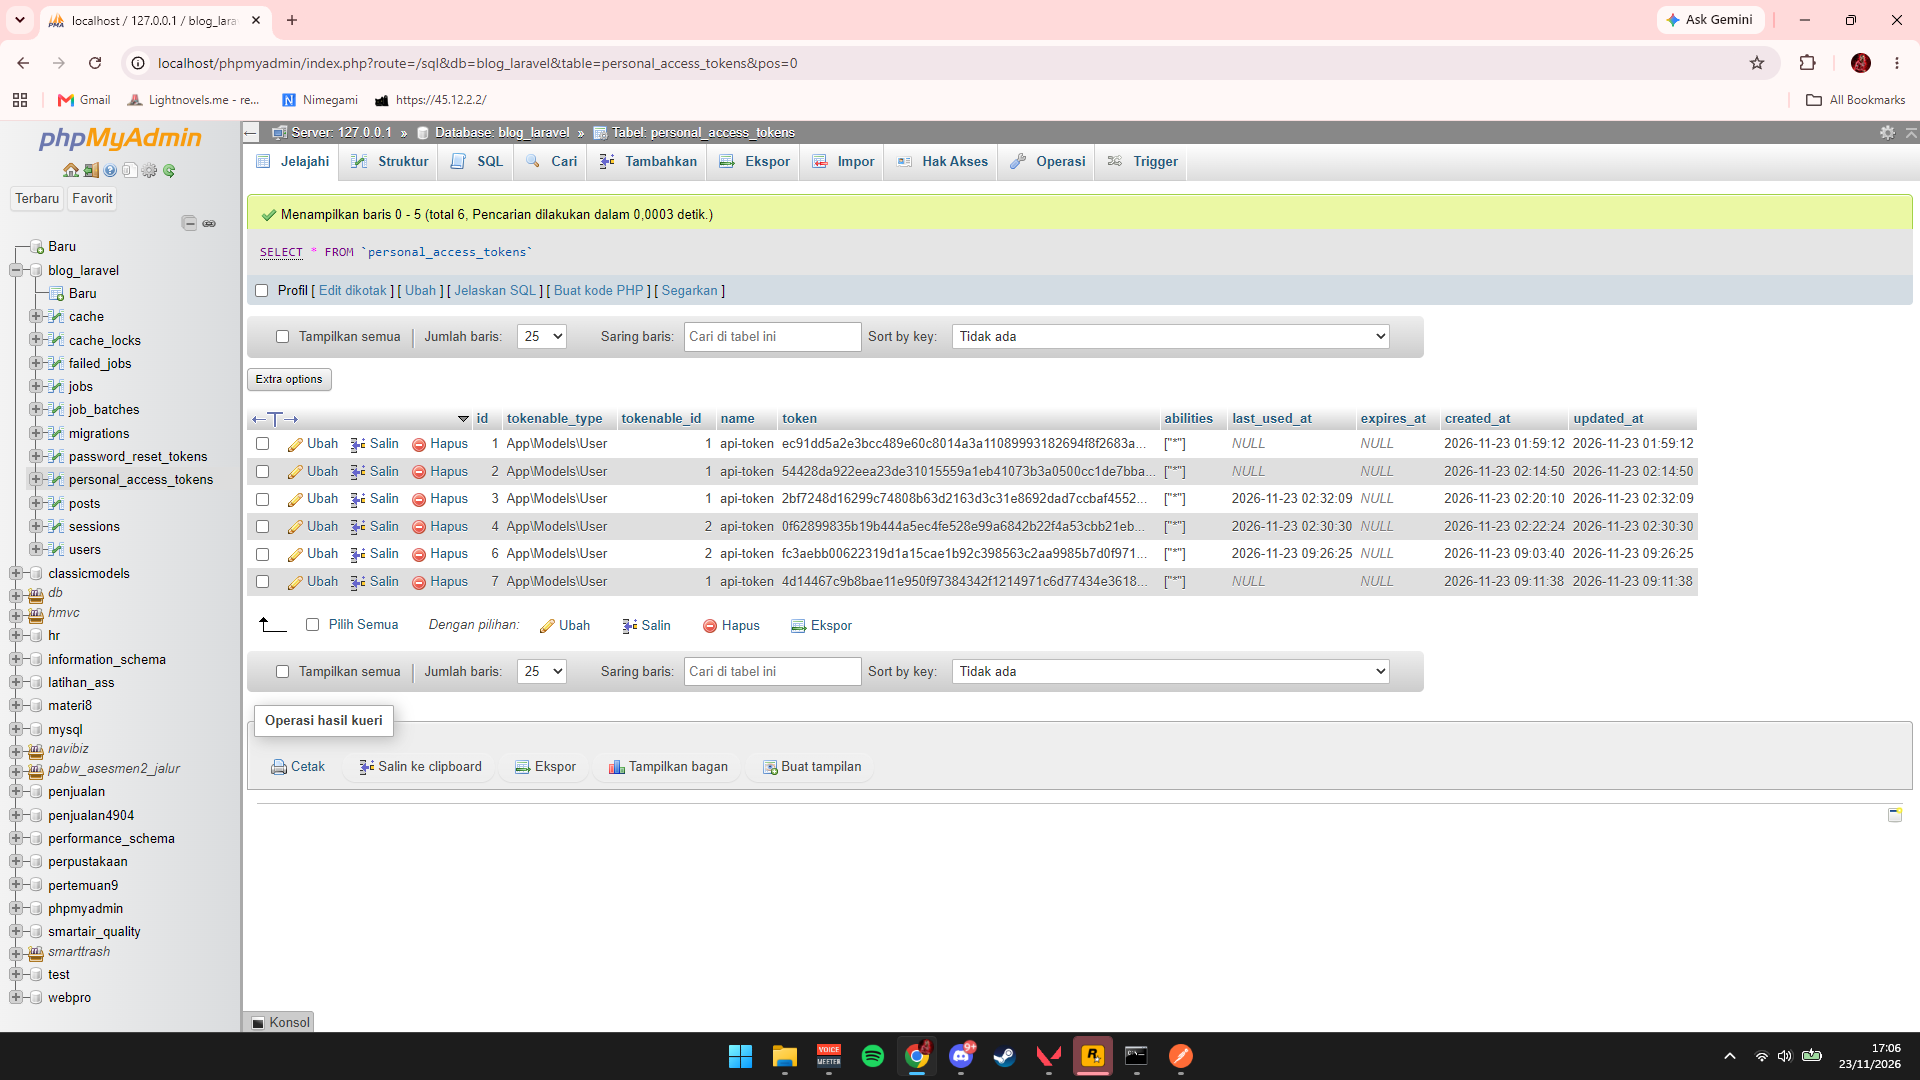 localhost / 127.0.0.1 / blog_lara
Ask Gemini
localhost/phpmyadmin/index.php?route=/sql&db=blog_laravel&table=personal_access_tokens&pos=0
Gmail
Lightnovels.me - re...
Nimegami
https://45.12.2.2/
All Bookmarks
phpMyAdmin
Terbaru
Favorit
Baru
blog_laravel
Baru
cache
cache_locks
failed_jobs
jobs
job_batches
migrations
password_reset_tokens
personal_access_tokens
posts
sessions
users
classicmodels
db
hmvc
hr
information_schema
latihan_ass
materi8
mysql
navibiz
pabw_asesmen2_jalur
penjualan
penjualan4904
performance_schema
perpustakaan
pertemuan9
phpmyadmin
smartair_quality
smarttrash
test
webpro
Server: 127.0.0.1 » Database: blog_laravel » Tabel: personal_access_tokens
Jelajahi Struktur SQL Cari Tambahkan Ekspor Impor Hak Akses Operasi Trigger
Menampilkan baris 0 - 5 (total 6, Pencarian dilakukan dalam 0,0003 detik.)
SELECT * FROM `personal_access_tokens`
Profil [ Edit dikotak ] [ Ubah ] [ Jelaskan SQL ] [ Buat kode PHP ] [ Segarkan ]
Tampilkan semua Jumlah baris: 25 Saring baris: Cari di tabel ini Sort by key: Tidak ada
Extra options
id tokenable_type tokenable_id name token abilities last_used_at expires_at created_at updated_at
Ubah Salin Hapus 1 App\Models\User 1 api-token ec91dd5a2e3bcc489e60c8014a3a11089993182694f8f2683a... ["*"] NULL NULL 2026-11-23 01:59:12 2026-11-23 01:59:12
Ubah Salin Hapus 2 App\Models\User 1 api-token 54428da922eea23de31015559a1eb41073b3a0500cc1de7bba... ["*"] NULL NULL 2026-11-23 02:14:50 2026-11-23 02:14:50
Ubah Salin Hapus 3 App\Models\User 1 api-token 2bf7248d16299c74808b63d2163d3c31e8692dad7ccbaf4552... ["*"] 2026-11-23 02:32:09 NULL 2026-11-23 02:20:10 2026-11-23 02:32:09
Ubah Salin Hapus 4 App\Models\User 2 api-token 0f62899835b19b444a5ec4fe528e99a6842b22f4a53cbb21eb... ["*"] 2026-11-23 02:30:30 NULL 2026-11-23 02:22:24 2026-11-23 02:30:30
Ubah Salin Hapus 6 App\Models\User 2 api-token fc3aebb00622319d1a15cae1b92c398563c2aa9985b7d0f971... ["*"] 2026-11-23 09:26:25 NULL 2026-11-23 09:03:40 2026-11-23 09:26:25
Ubah Salin Hapus 7 App\Models\User 1 api-token 4d14467c9b8bae11e950f97384342f1214971c6d77434e3618... ["*"] NULL NULL 2026-11-23 09:11:38 2026-11-23 09:11:38
Pilih Semua Dengan pilihan: Ubah Salin Hapus Ekspor
Tampilkan semua Jumlah baris: 25 Saring baris: Cari di tabel ini Sort by key: Tidak ada
Operasi hasil kueri
Cetak Salin ke clipboard Ekspor Tampilkan bagan Buat tampilan
Konsol
VOICE
MEETER
9+
17:06
23/11/2026